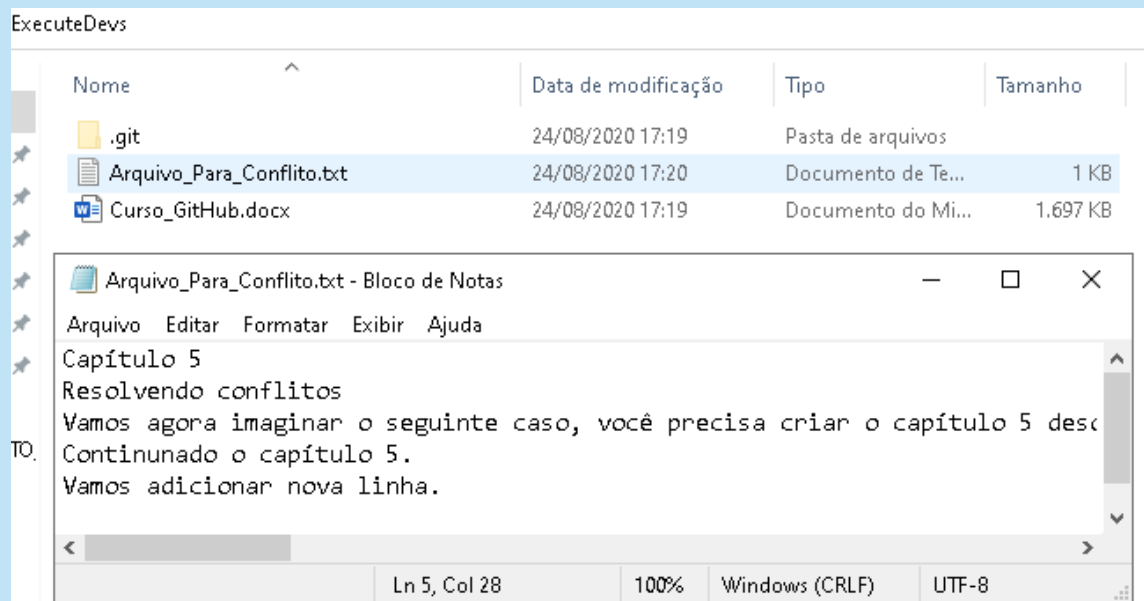 ExecuteDevs
Nome Data de modificação Tipo Tamanho
.git 24/08/2020 17:19 Pasta de arquivos
Arquivo_Para_Conflito.txt 24/08/2020 17:20 Documento de Te... 1 KB
Curso_GitHub.docx 24/08/2020 17:19 Documento do Mi... 1.697 KB
Arquivo_Para_Conflito.txt - Bloco de Notas
Arquivo Editar Formatar Exibir Ajuda
Capítulo 5
Resolvendo conflitos
Vamos agora imaginar o seguinte caso, você precisa criar o capítulo 5
TO_
Continunado o capítulo 5.
Vamos adicionar nova linha.
Ln 5, Col 28 100% Windows (CRLF) UTF-8